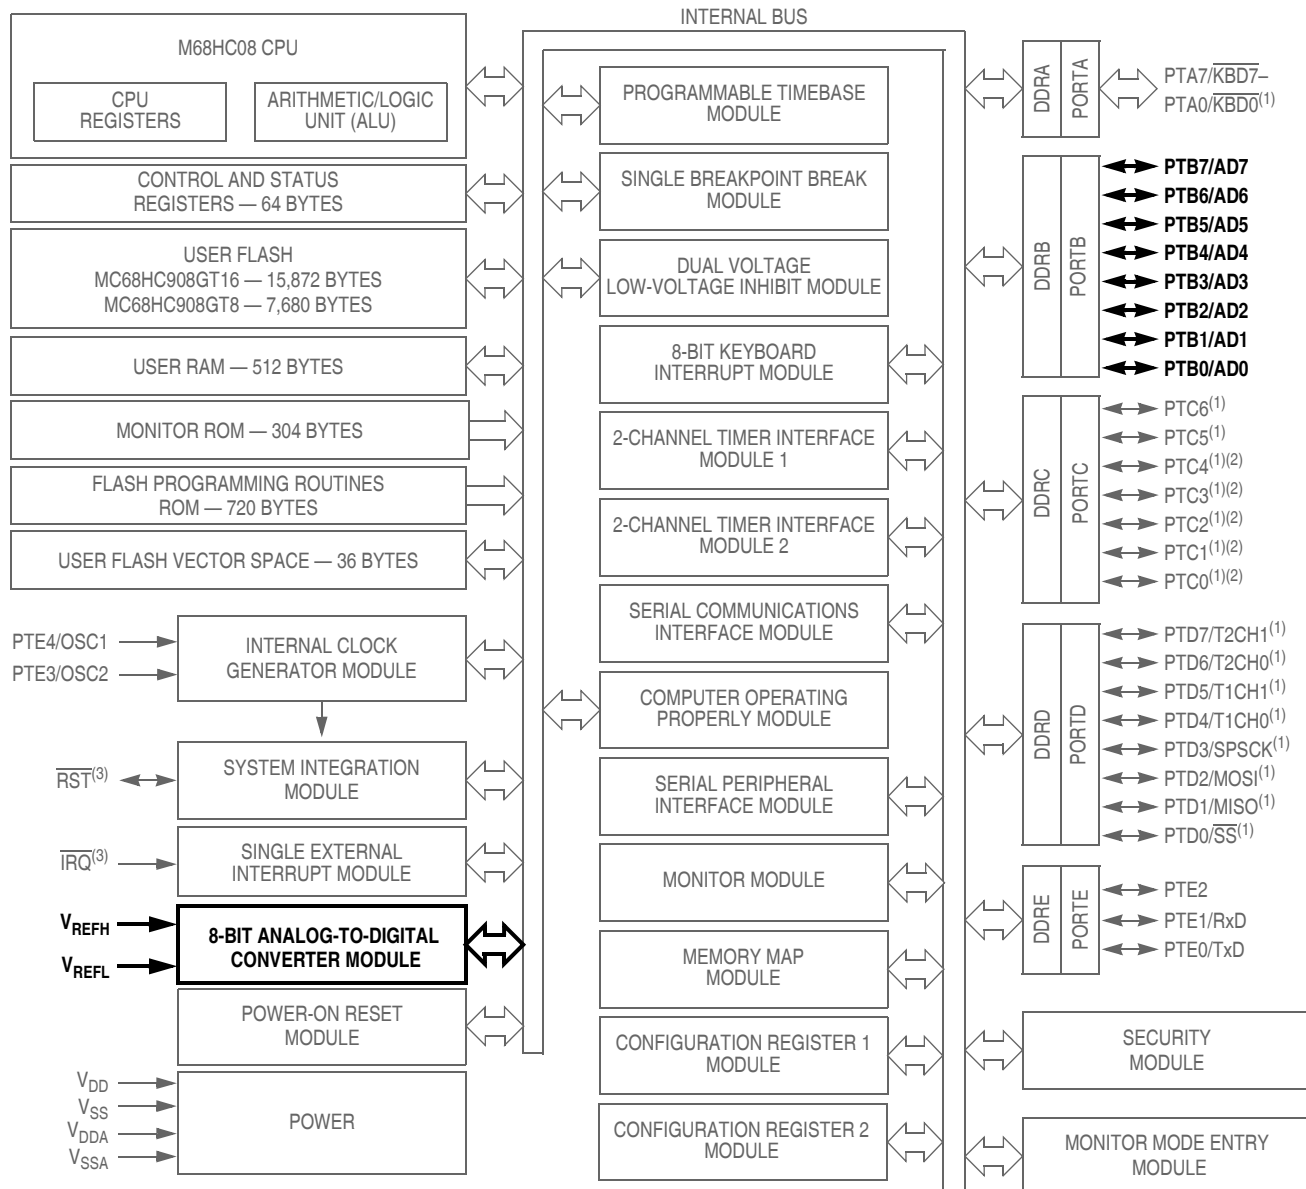 INTERNAL BUS
M68HC08 CPU
CPU
REGISTERS
ARITHMETIC/LOGIC
UNIT (ALU)
CONTROL AND STATUS
REGISTERS — 64 BYTES
USER FLASH
MC68HC908GT16 — 15,872 BYTES
MC68HC908GT8 — 7,680 BYTES
USER RAM — 512 BYTES
MONITOR ROM — 304 BYTES
FLASH PROGRAMMING ROUTINES
ROM — 720 BYTES
USER FLASH VECTOR SPACE — 36 BYTES
PTE4/OSC1
PTE3/OSC2
INTERNAL CLOCK
GENERATOR MODULE
RST(3)
SYSTEM INTEGRATION
MODULE
IRQ(3)
SINGLE EXTERNAL
INTERRUPT MODULE
VREFH
VREFL
8-BIT ANALOG-TO-DIGITAL
CONVERTER MODULE
POWER-ON RESET
MODULE
VDD
VSS
VDDA
VSSA
POWER
PROGRAMMABLE TIMEBASE
MODULE
SINGLE BREAKPOINT BREAK
MODULE
DUAL VOLTAGE
LOW-VOLTAGE INHIBIT MODULE
8-BIT KEYBOARD
INTERRUPT MODULE
2-CHANNEL TIMER INTERFACE
MODULE 1
2-CHANNEL TIMER INTERFACE
MODULE 2
SERIAL COMMUNICATIONS
INTERFACE MODULE
COMPUTER OPERATING
PROPERLY MODULE
SERIAL PERIPHERAL
INTERFACE MODULE
MONITOR MODULE
MEMORY MAP
MODULE
CONFIGURATION REGISTER 1
MODULE
CONFIGURATION REGISTER 2
MODULE
DDRA
PORTA
PTA7/KBD7–
PTA0/KBD0(1)
DDRB
PORTB
PTB7/AD7
PTB6/AD6
PTB5/AD5
PTB4/AD4
PTB3/AD3
PTB2/AD2
PTB1/AD1
PTB0/AD0
DDRC
PORTC
PTC6(1)
PTC5(1)
PTC4(1)(2)
PTC3(1)(2)
PTC2(1)(2)
PTC1(1)(2)
PTC0(1)(2)
DDRD
PORTD
PTD7/T2CH1(1)
PTD6/T2CH0(1)
PTD5/T1CH1(1)
PTD4/T1CH0(1)
PTD3/SPSCK(1)
PTD2/MOSI(1)
PTD1/MISO(1)
PTD0/SS(1)
DDRE
PORTE
PTE2
PTE1/RxD
PTE0/TxD
SECURITY
MODULE
MONITOR MODE ENTRY
MODULE